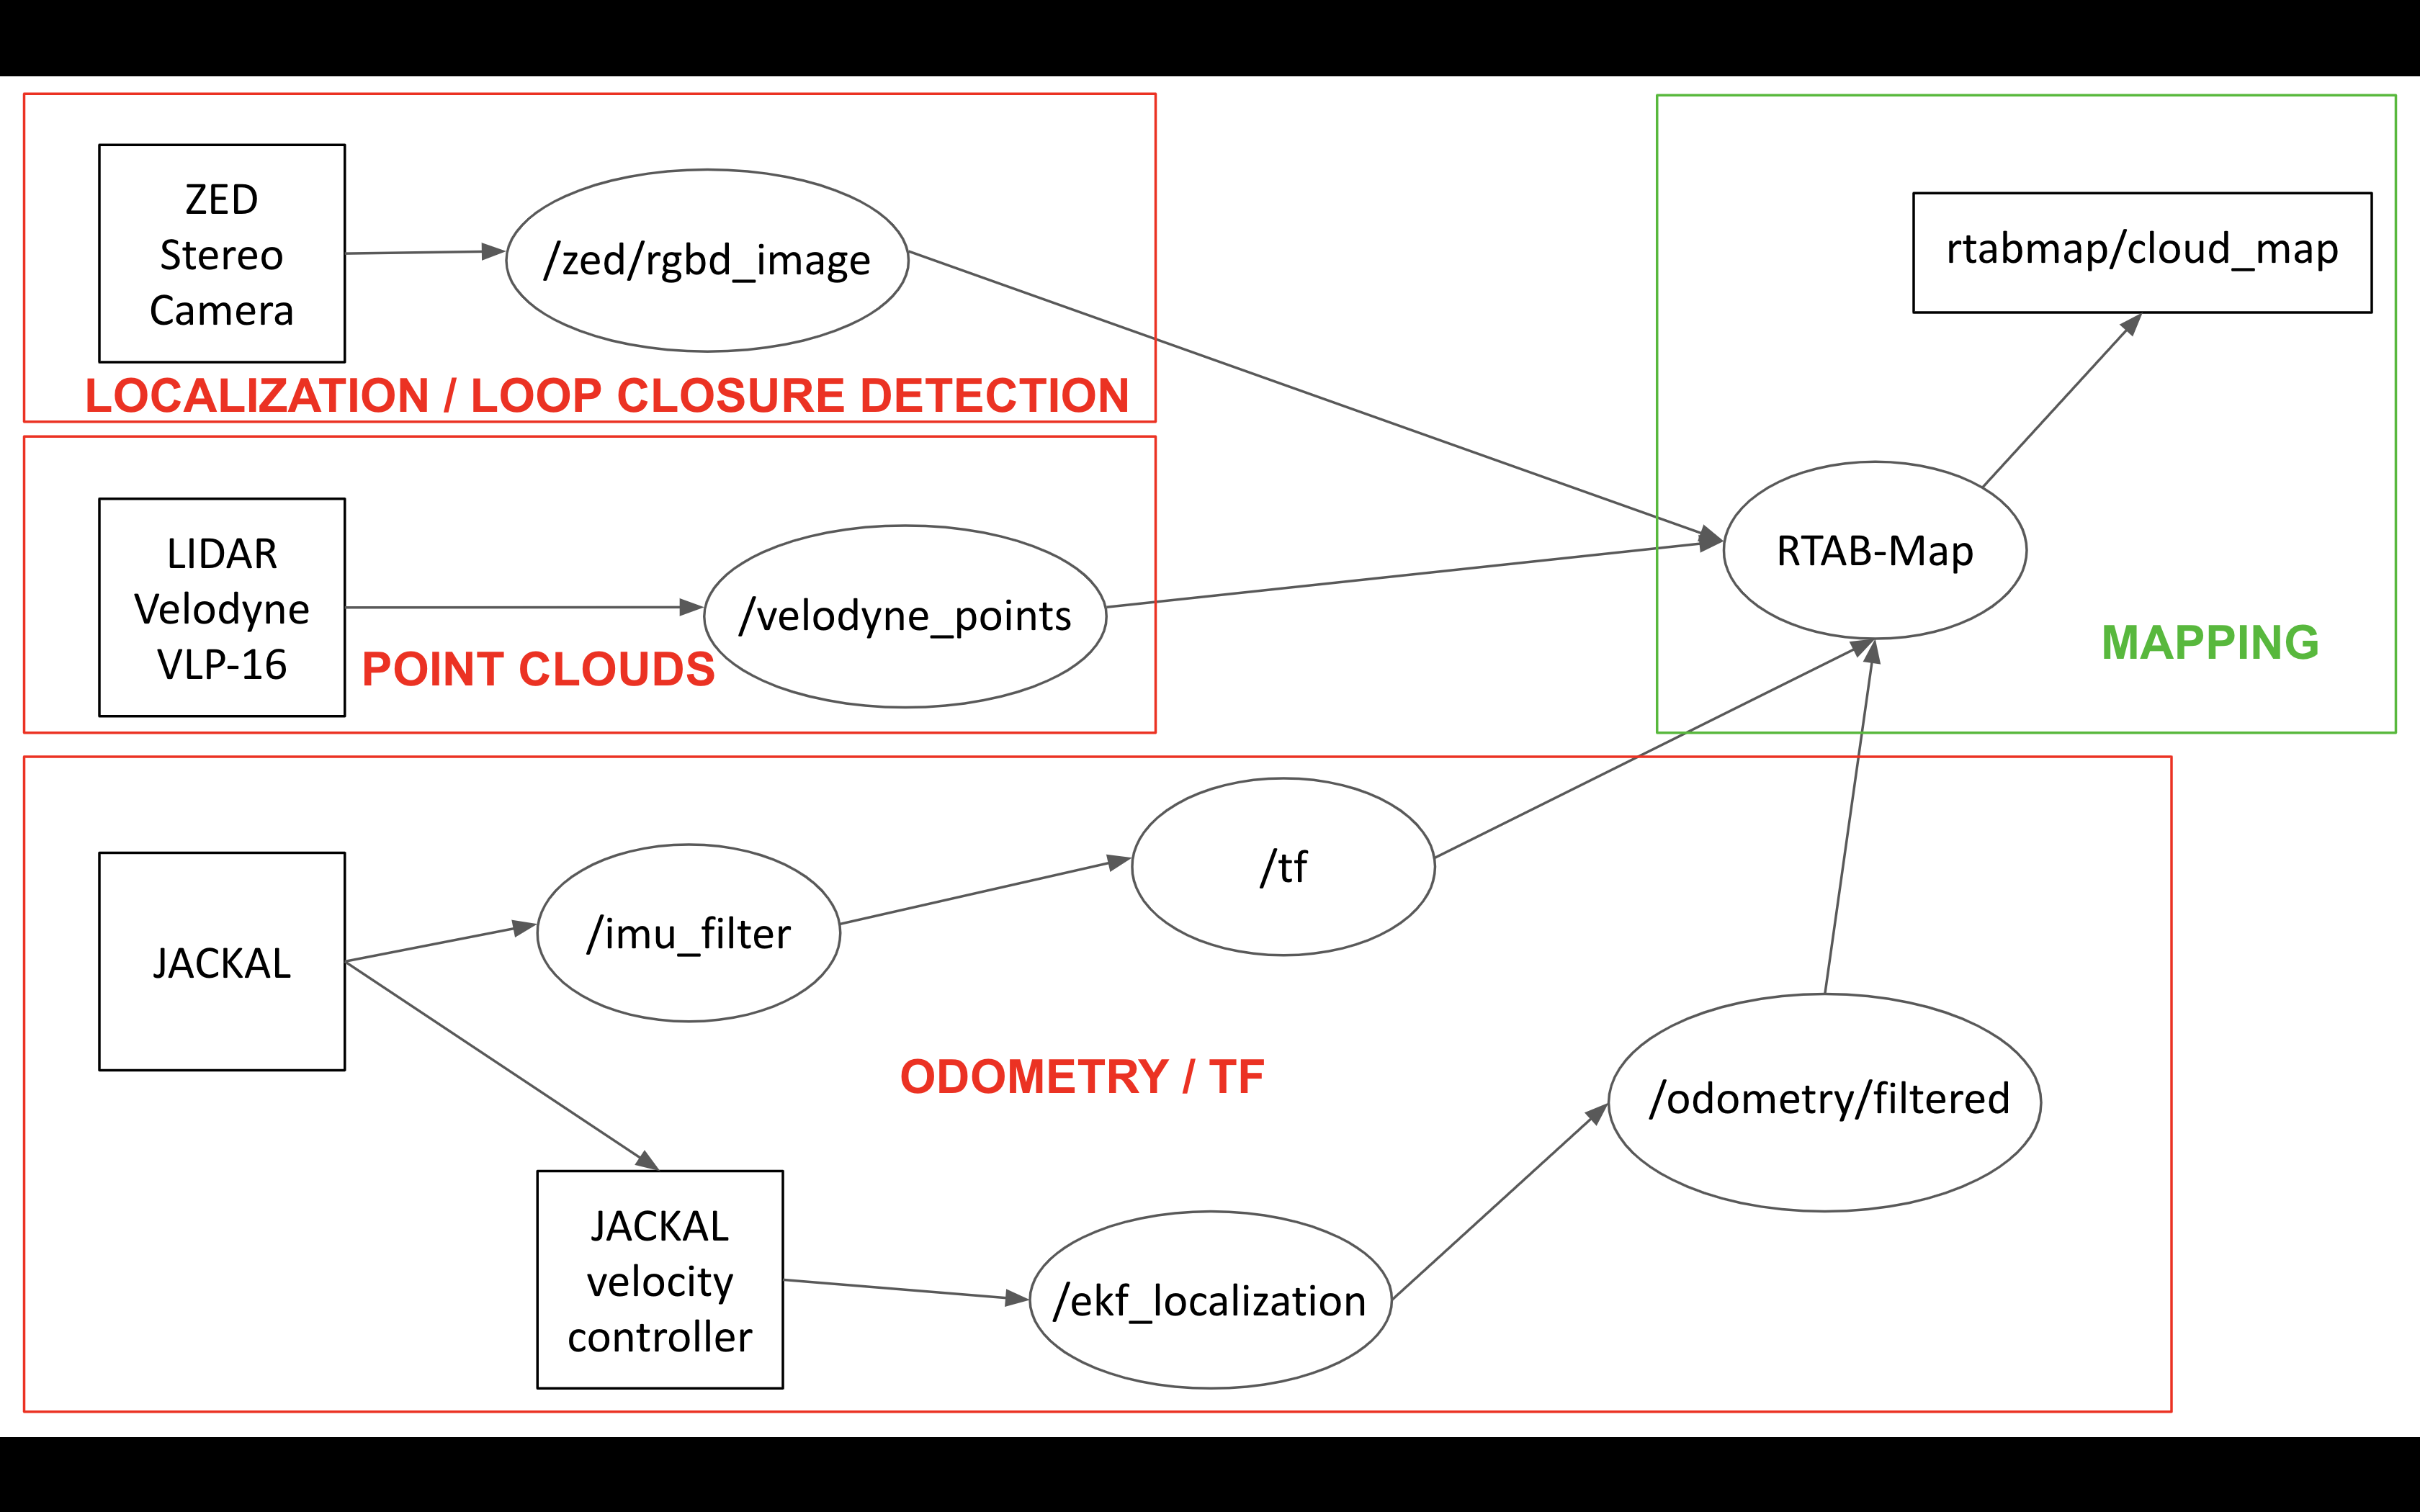 ZED
Stereo
Camera
/zed/rgbd_image
LOCALIZATION / LOOP CLOSURE DETECTION
LIDAR
Velodyne
VLP-16
/velodyne_points
POINT CLOUDS
rtabmap/cloud_map
RTAB-Map
MAPPING
JACKAL
/imu_filter
/tf
ODOMETRY / TF
/odometry/filtered
JACKAL
velocity
controller
/ekf_localization